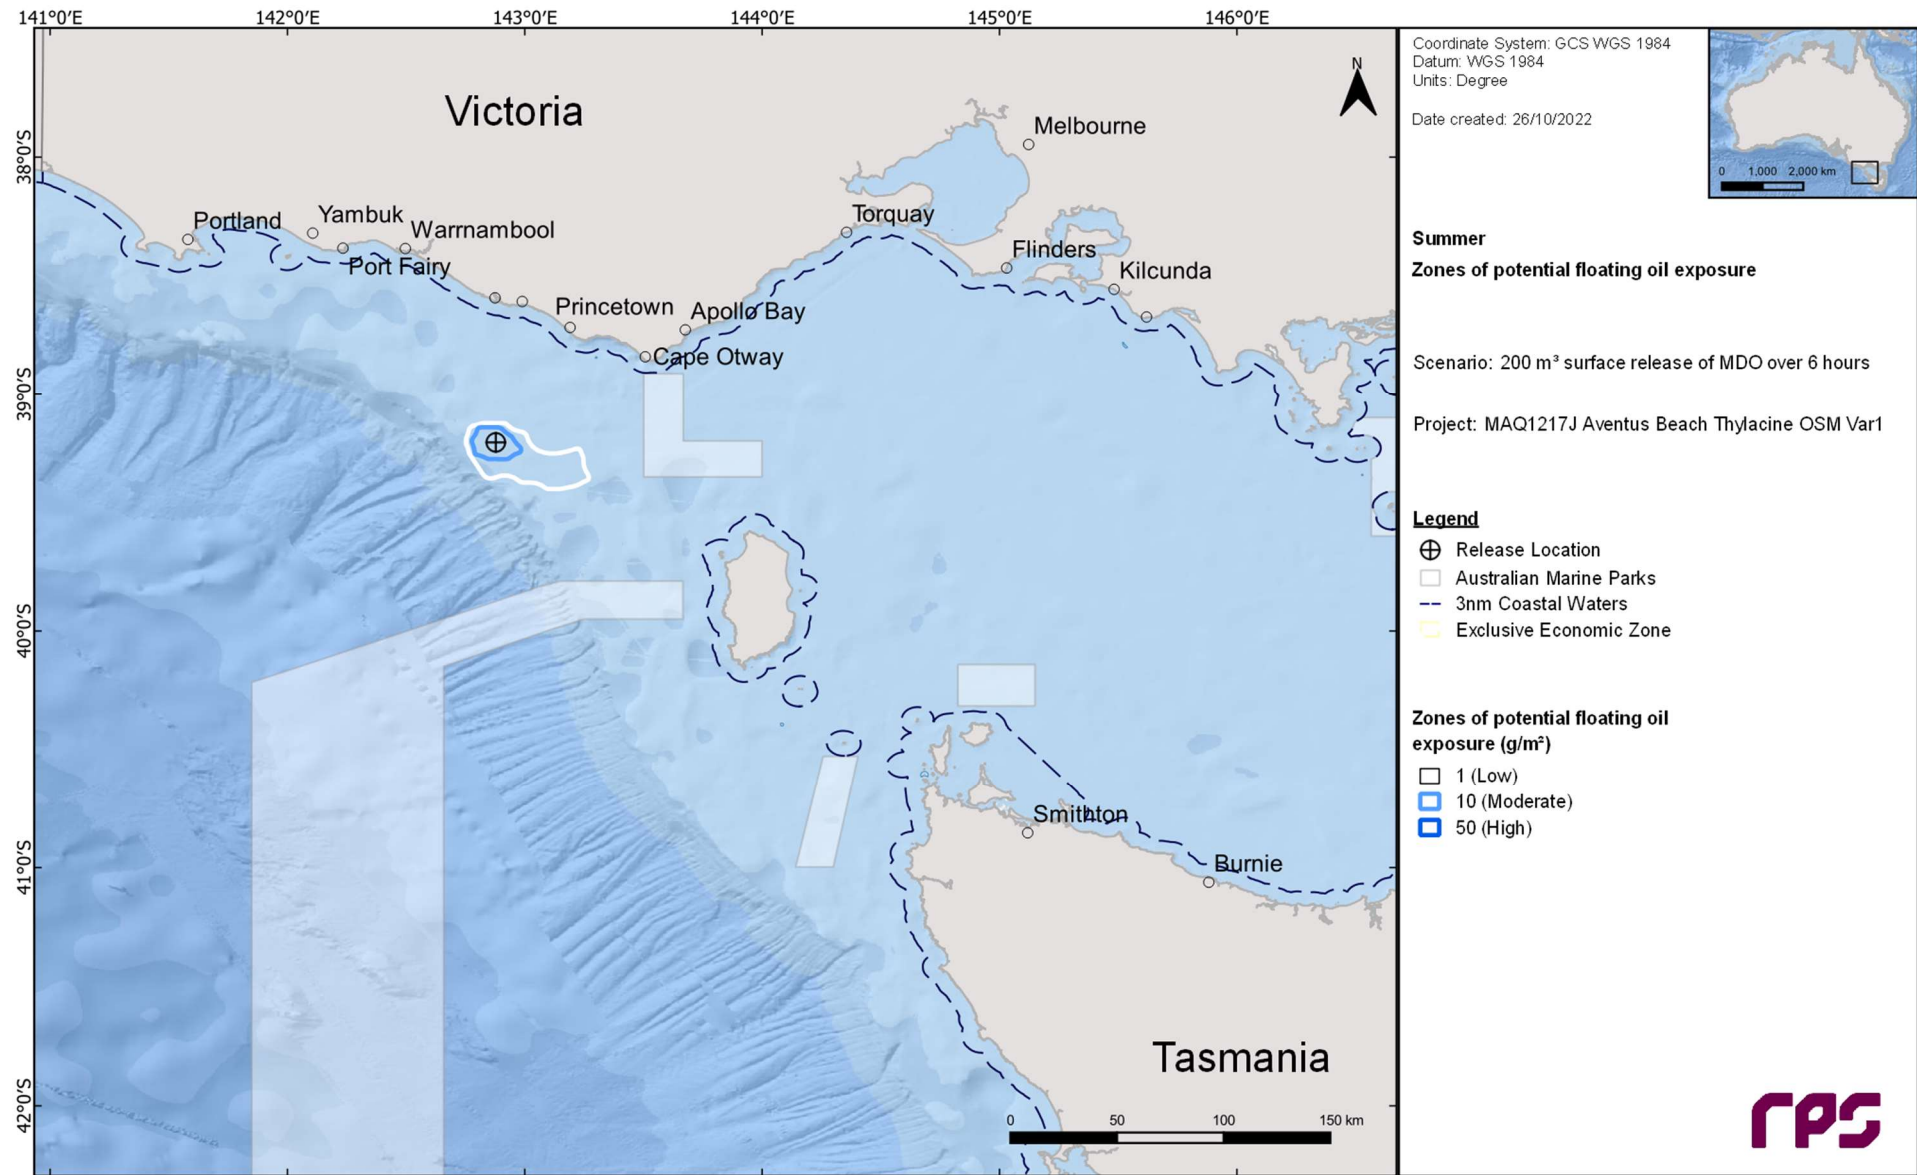 141°0'E 142°0'E 143°0'E 144°0'E 145°0'E 146°0'E
38°0'S
39°0'S
40°0'S
41°0'S
42°0'S
Victoria
N
Melbourne
Portland
Yambuk
Warrnambool
Port Fairy
Torquay
Flinders
Kilcunda
Princetown
Apollo Bay
Cape Otway
Smithton
Burnie
Tasmania
0 50 100 150 km
Coordinate System: GCS WGS 1984
Datum: WGS 1984
Units: Degree
Date created: 26/10/2022
0 1,000 2,000 km
Summer
Zones of potential floating oil exposure
Scenario: 200 m³ surface release of MDO over 6 hours
Project: MAQ1217J Aventus Beach Thylacine OSM Var1
Legend
Release Location
Australian Marine Parks
3nm Coastal Waters
Exclusive Economic Zone
Zones of potential floating oil
exposure (g/m²)
1 (Low)
10 (Moderate)
50 (High)
rps